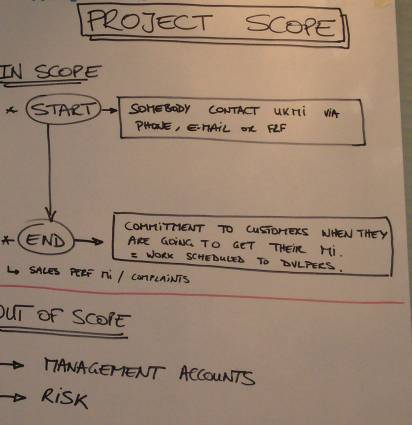 PROJECT SCOPE
IN SCOPE
* START → SOMEBODY CONTACT UKMi VIA
PHONE, E-MAIL or F2F
* END → COMMITMENT TO CUSTOMERS WHEN THEY
ARE GOING TO GET THEIR Mi.
= WORK SCHEDULED TO DVLPERS.
↳ SALES PERF Mi / COMPLAINTS
OUT OF SCOPE
→ MANAGEMENT ACCOUNTS
→ RISK